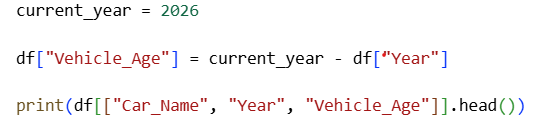 current_year = 2026
df["Vehicle_Age"] = current_year - df["Year"]
print(df[["Car_Name", "Year", "Vehicle_Age"]].head())